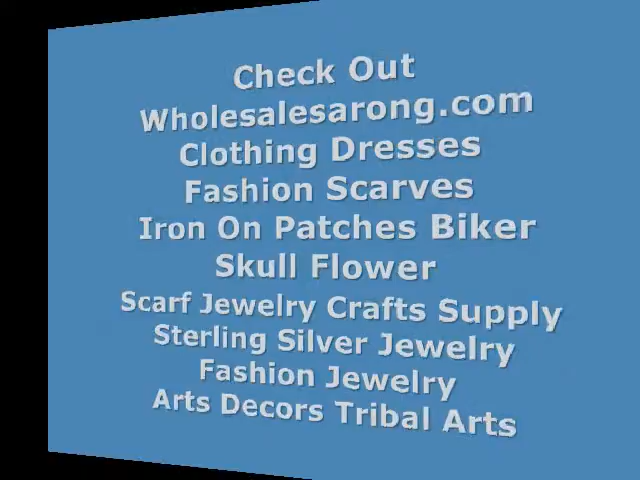 Check Out
Wholesalesarong.com
Clothing Dresses
Fashion Scarves
Iron On Patches Biker
Skull Flower
Scarf Jewelry Crafts Supply
Sterling Silver Jewelry
Fashion Jewelry
Arts Decors Tribal Arts